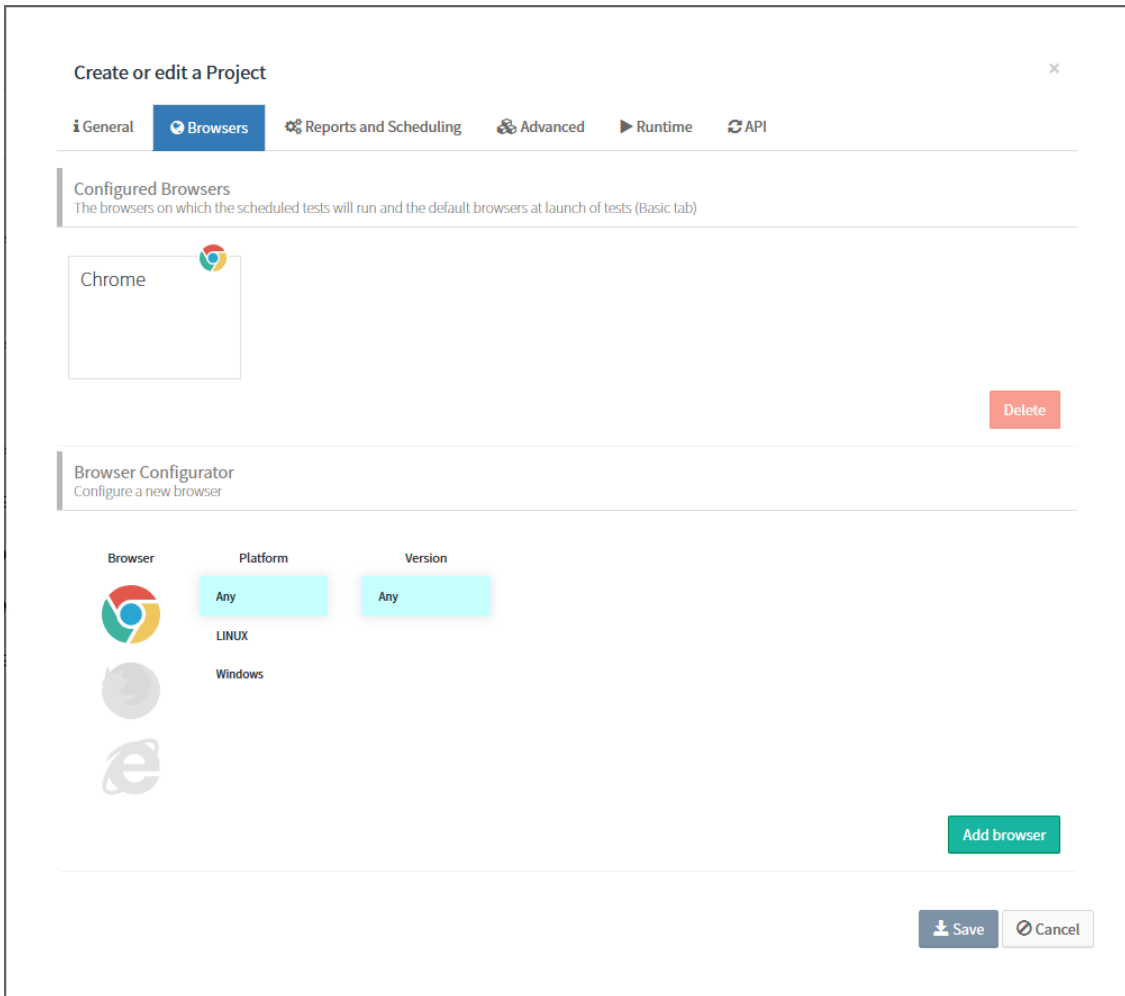 Create or edit a Project
×
General Browsers Reports and Scheduling Advanced Runtime API
Configured Browsers
The browsers on which the scheduled tests will run and the default browsers at launch of tests (Basic tab)
Chrome
Delete
Browser Configurator
Configure a new browser
Browser Platform Version
Any Any
LINUX
Windows
Add browser
Save Cancel